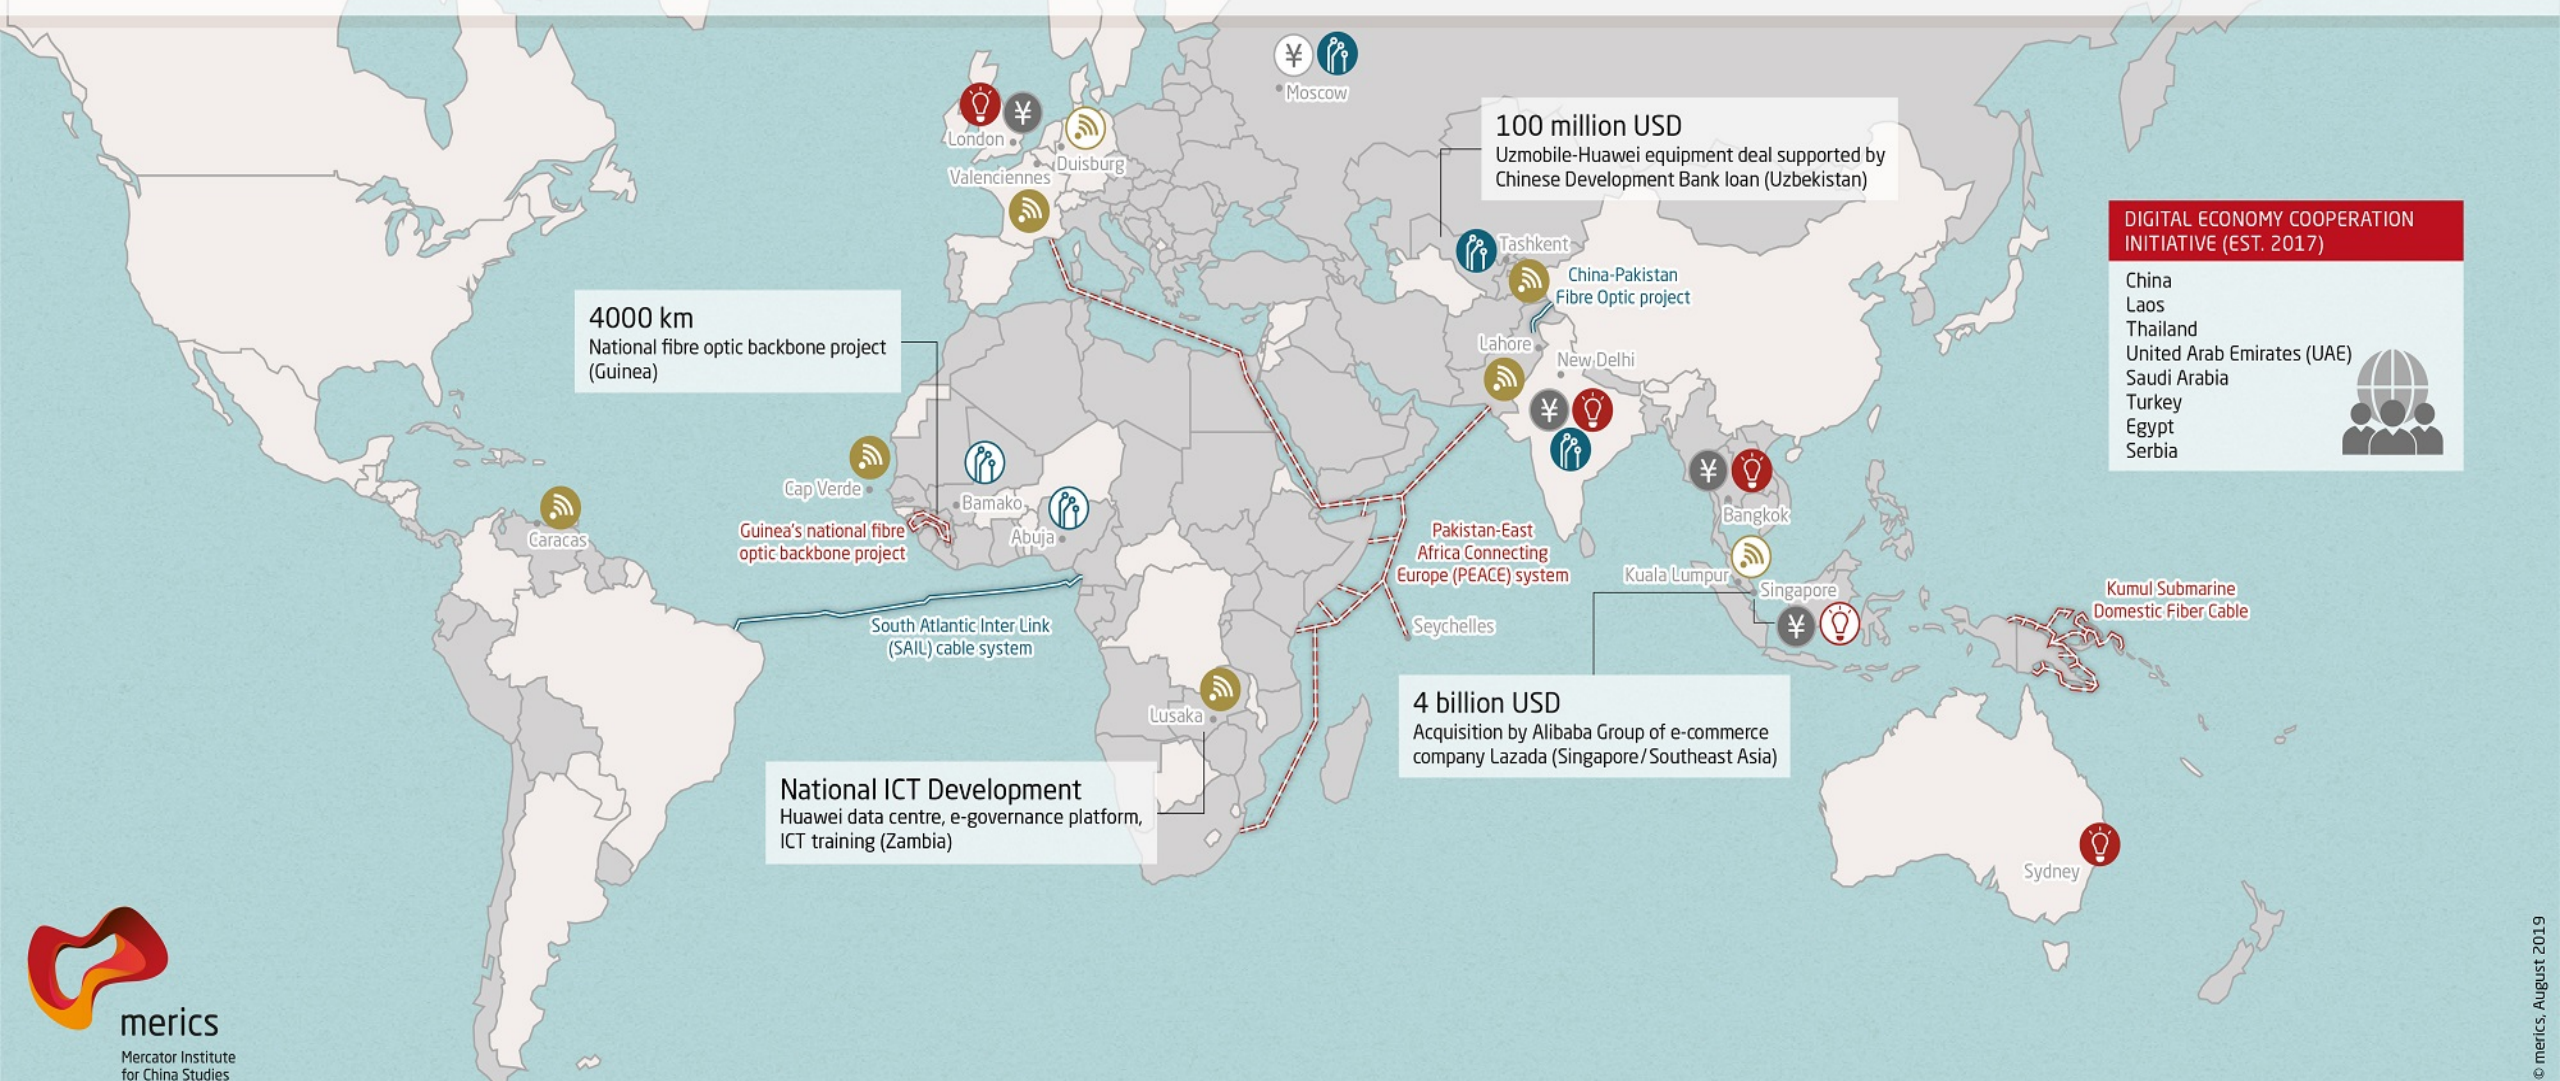 Moscow
London
Duisburg
Valenciennes
100 million USD
Uzmobile-Huawei equipment deal supported by
Chinese Development Bank loan (Uzbekistan)
DIGITAL ECONOMY COOPERATION
INITIATIVE (EST. 2017)
China
Laos
Thailand
United Arab Emirates (UAE)
Saudi Arabia
Turkey
Egypt
Serbia
Tashkent
China-Pakistan
Fibre Optic project
4000 km
National fibre optic backbone project
(Guinea)
Lahore
New Delhi
Cap Verde
Bamako
Abuja
Guinea's national fibre
optic backbone project
Caracas
Bangkok
Pakistan-East
Africa Connecting
Europe (PEACE) system
Kuala Lumpur
Singapore
Kumul Submarine
Domestic Fiber Cable
South Atlantic Inter Link
(SAIL) cable system
Seychelles
Lusaka
4 billion USD
Acquisition by Alibaba Group of e-commerce
company Lazada (Singapore/Southeast Asia)
National ICT Development
Huawei data centre, e-governance platform,
ICT training (Zambia)
Sydney
merics
Mercator Institute
for China Studies
© merics, August 2019
¥
¥
¥
¥
¥